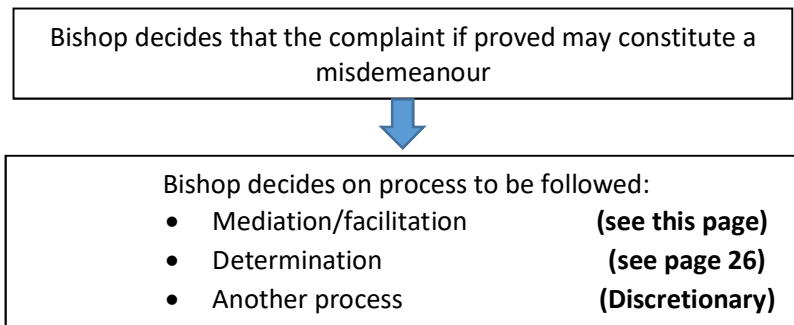 Bishop decides that the complaint if proved may constitute a
misdemeanour
Bishop decides on process to be followed:
• Mediation/facilitation (see this page)
• Determination (see page 26)
• Another process (Discretionary)